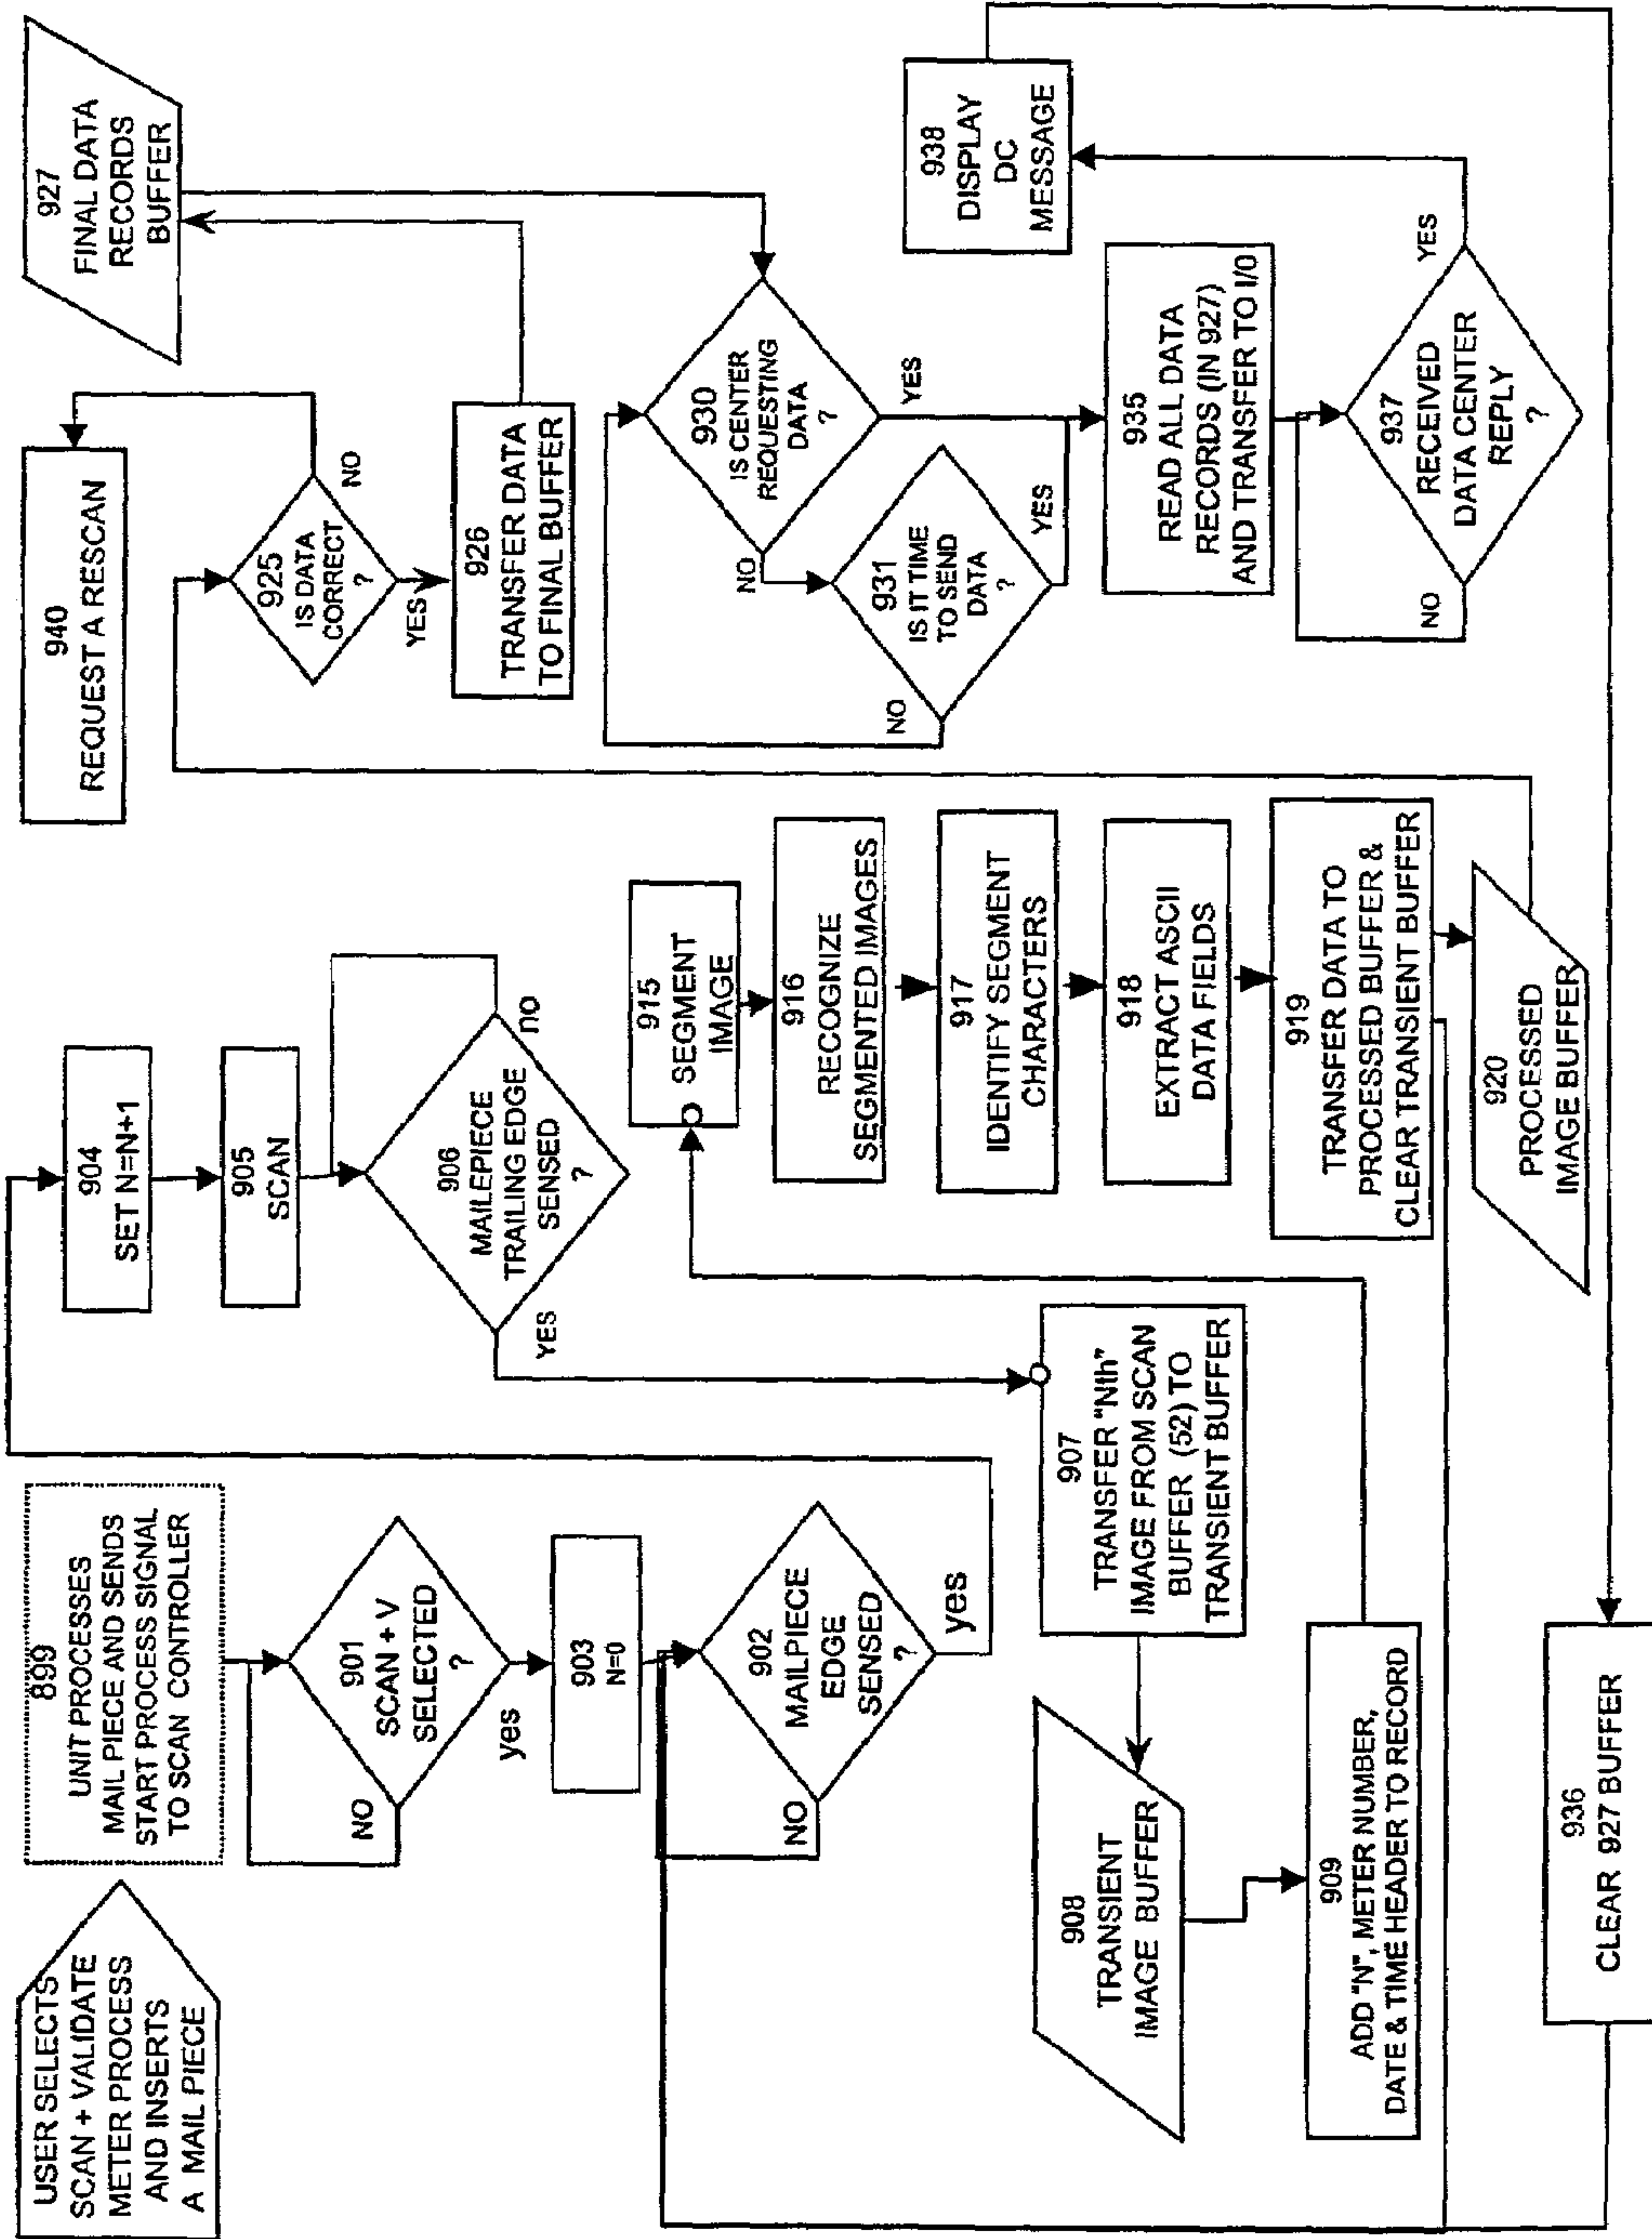 USER SELECTS
SCAN + VALIDATE
METER PROCESS
AND INSERTS
A MAIL PIECE
899
UNIT PROCESSES
MAIL PIECE AND SENDS
START PROCESS SIGNAL
TO SCAN CONTROLLER
901
SCAN + V
SELECTED
?
NO
yes
903
N=0
902
MAILPIECE
EDGE
SENSED
?
NO
yes
904
SET N=N+1
905
SCAN
906
MAILEPIECE
TRAILING EDGE
SENSED
?
no
YES
907
TRANSFER "Nth"
IMAGE FROM SCAN
BUFFER (52) TO
TRANSIENT BUFFER
908
TRANSIENT
IMAGE BUFFER
909
ADD "N", METER NUMBER,
DATE & TIME HEADER TO RECORD
915
SEGMENT
IMAGE
916
RECOGNIZE
SEGMENTED IMAGES
917
IDENTIFY SEGMENT
CHARACTERS
918
EXTRACT ASCII
DATA FIELDS
919
TRANSFER DATA TO
PROCESSED BUFFER &
CLEAR TRANSIENT BUFFER
920
PROCESSED
IMAGE BUFFER
940
REQUEST A RESCAN
925
IS DATA
CORRECT
?
NO
YES
926
TRANSFER DATA
TO FINAL BUFFER
927
FINAL DATA
RECORDS
BUFFER
930
IS CENTER
REQUESTING
DATA
?
NO
YES
931
IS IT TIME
TO SEND
DATA
?
NO
YES
935
READ ALL DATA
RECORDS (IN 927)
AND TRANSFER TO I/0
937
RECEIVED
DATA CENTER
REPLY
?
NO
YES
938
DISPLAY
DC
MESSAGE
936
CLEAR 927 BUFFER